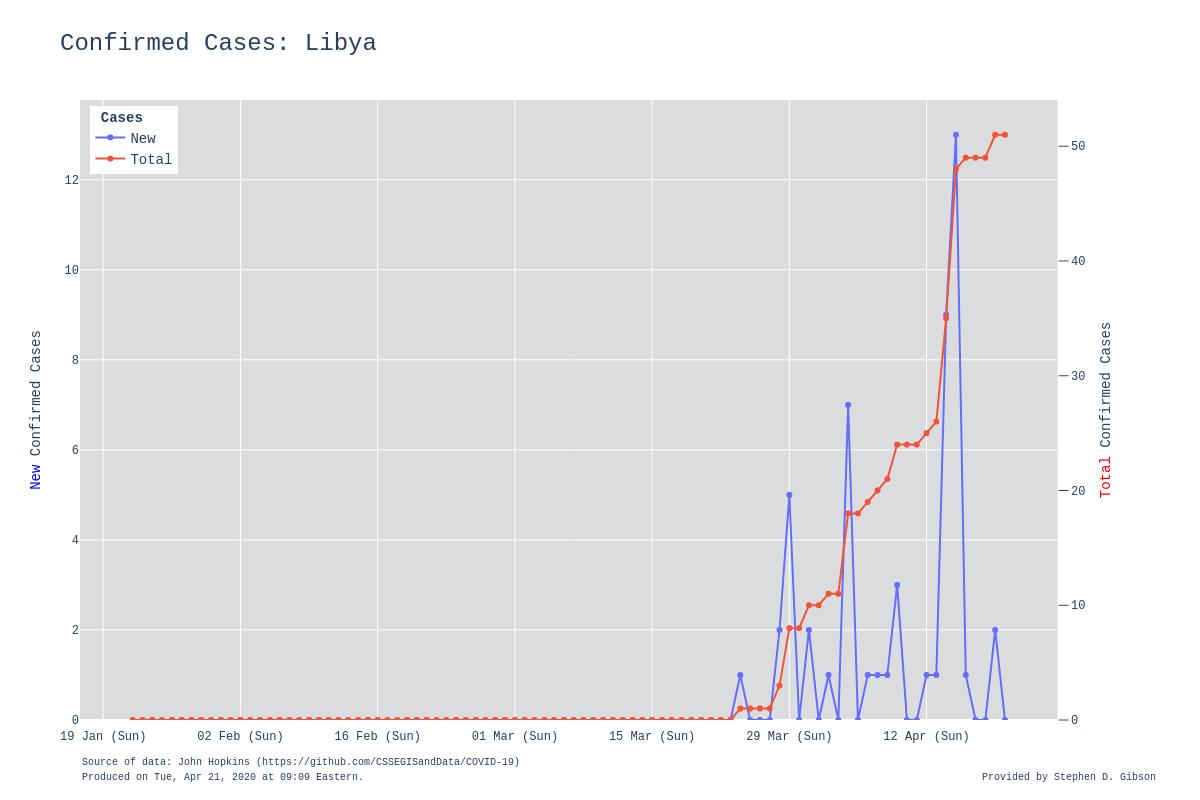 Confirmed Cases: Libya
Cases
New
Total
12
10
8
6
4
2
0
50
40
30
20
10
0
New Confirmed Cases
Total Confirmed Cases
19 Jan (Sun) 02 Feb (Sun) 16 Feb (Sun) 01 Mar (Sun) 15 Mar (Sun) 29 Mar (Sun) 12 Apr (Sun)
Source of data: John Hopkins (https://github.com/CSSEGISandData/COVID-19)
Produced on Tue, Apr 21, 2020 at 09:09 Eastern.
Provided by Stephen D. Gibson